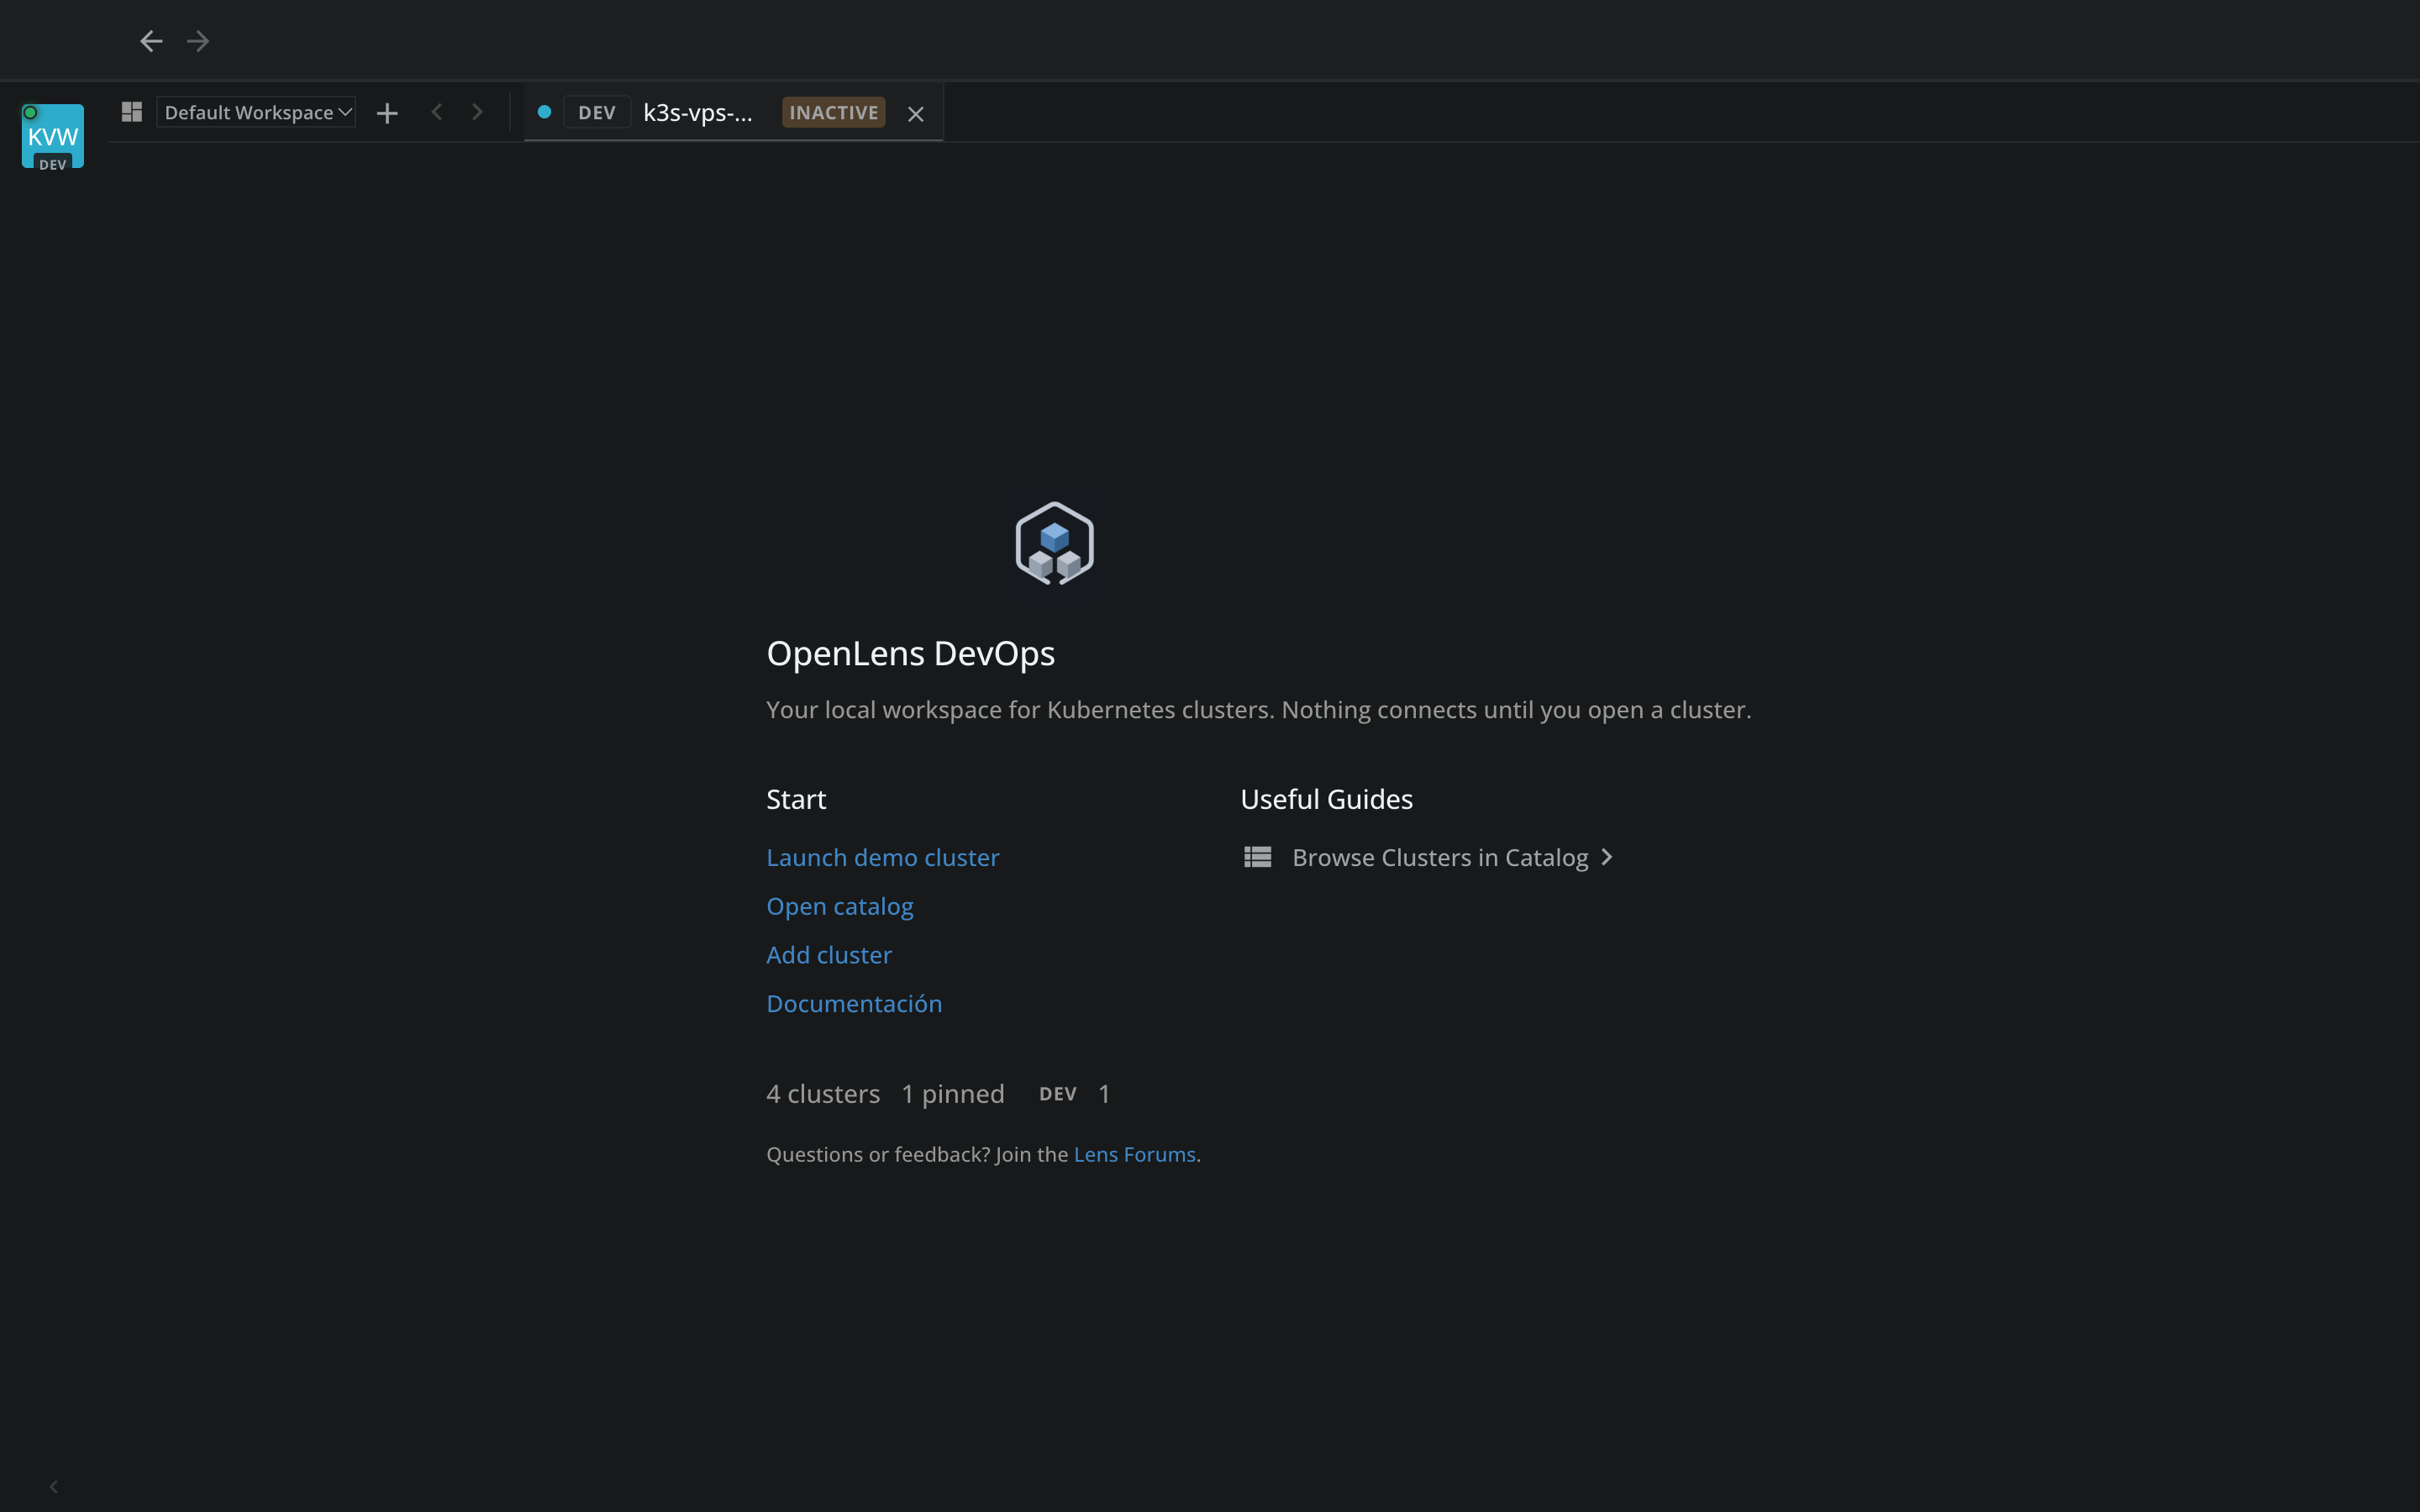 Default Workspace
DEV k3s-vps-... INACTIVE
KVW
DEV
OpenLens DevOps
Your local workspace for Kubernetes clusters. Nothing connects until you open a cluster.
Start
Launch demo cluster
Open catalog
Add cluster
Documentación
Useful Guides
Browse Clusters in Catalog
4 clusters 1 pinned DEV 1
Questions or feedback? Join the Lens Forums.